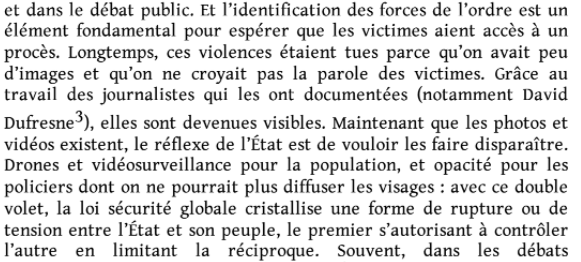 et dans le débat public. Et l’identification des forces de l’ordre est un
élément fondamental pour espérer que les victimes aient accès à un
procès. Longtemps, ces violences étaient tues parce qu’on avait peu
d’images et qu’on ne croyait pas la parole des victimes. Grâce au
travail des journalistes qui les ont documentées (notamment David
Dufresne³), elles sont devenues visibles. Maintenant que les photos et
vidéos existent, le réflexe de l’État est de vouloir les faire disparaître.
Drones et vidéosurveillance pour la population, et opacité pour les
policiers dont on ne pourrait plus diffuser les visages : avec ce double
volet, la loi sécurité globale cristallise une forme de rupture ou de
tension entre l’État et son peuple, le premier s’autorisant à contrôler
l’autre en limitant la réciproque. Souvent, dans les débats